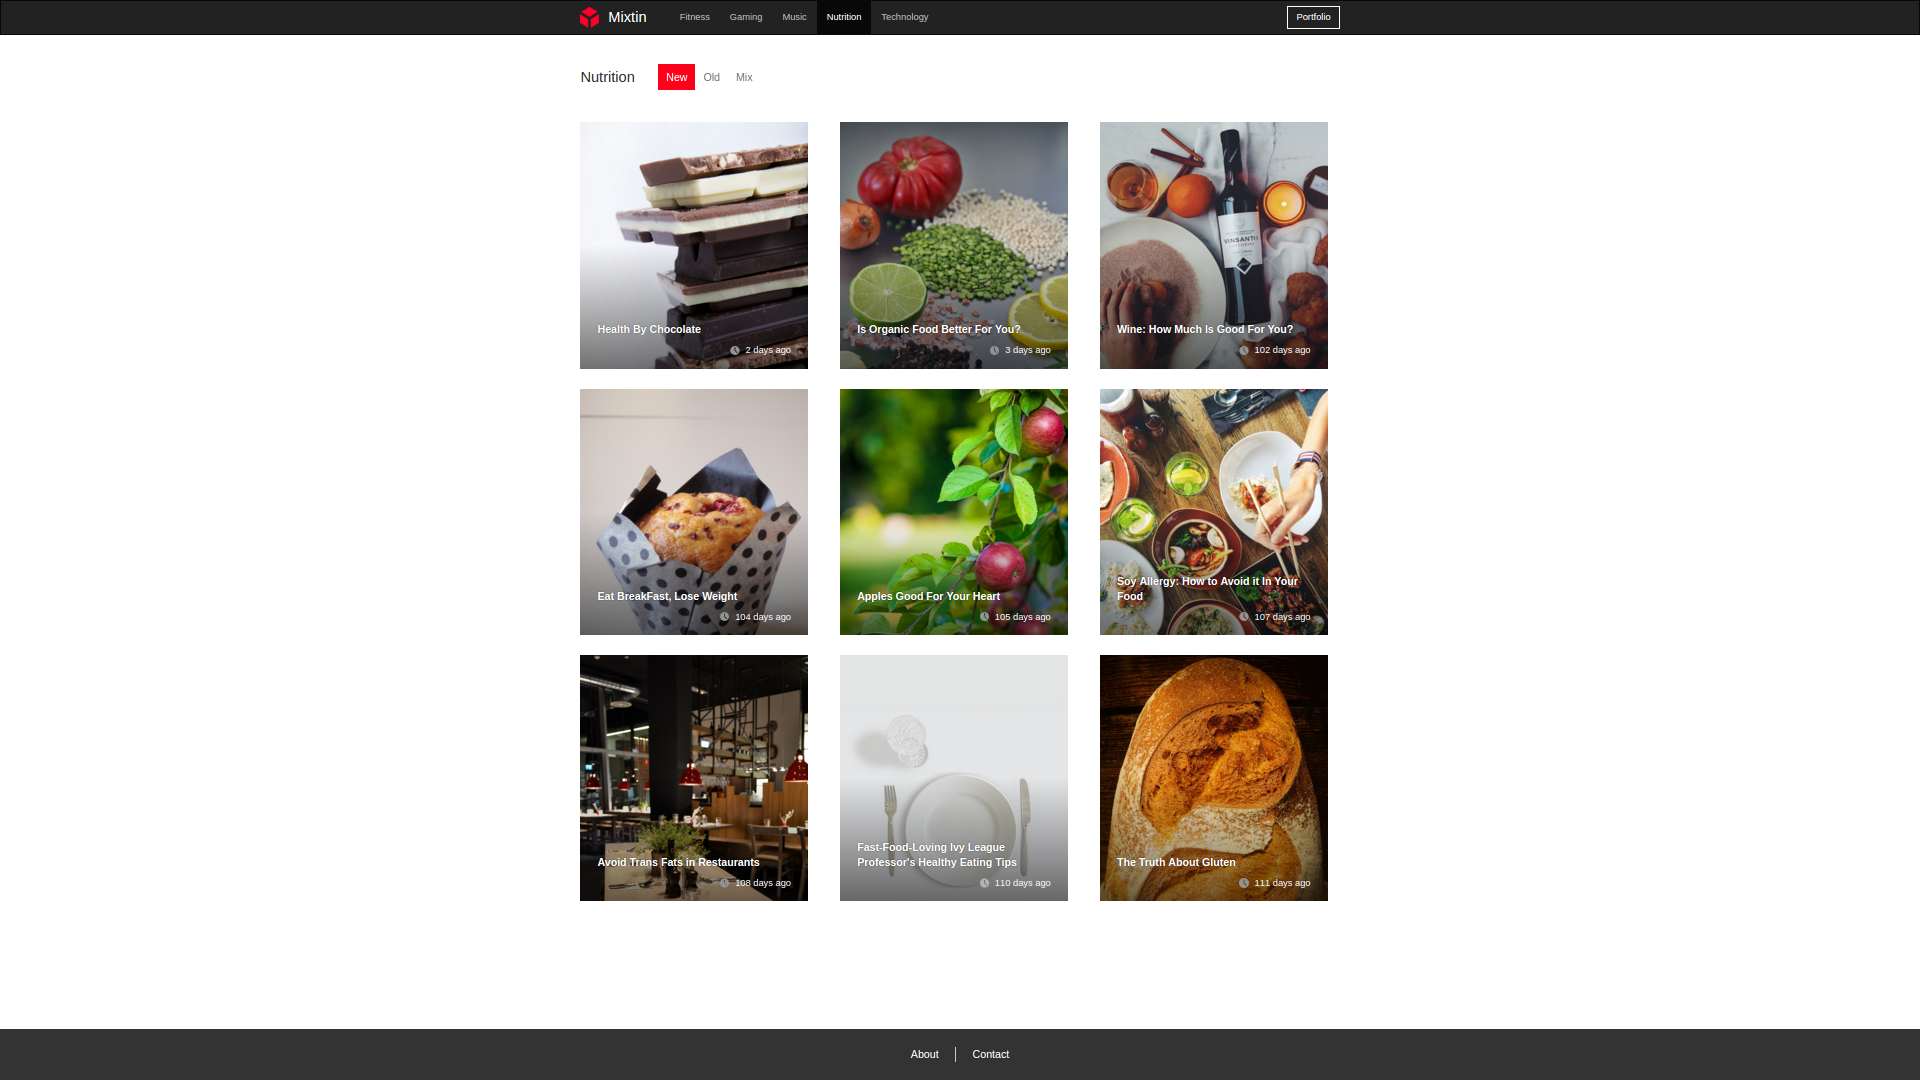 Mixtin
Fitness
Gaming
Music
Nutrition
Technology
Portfolio
Nutrition
New
Old
Mix
VINSANTO
Health By Chocolate
2 days ago
Is Organic Food Better For You?
3 days ago
Wine: How Much Is Good For You?
102 days ago
Eat BreakFast, Lose Weight
104 days ago
Apples Good For Your Heart
105 days ago
Soy Allergy: How to Avoid it In Your
Food
107 days ago
Avoid Trans Fats in Restaurants
108 days ago
Fast-Food-Loving Ivy League
Professor's Healthy Eating Tips
110 days ago
The Truth About Gluten
111 days ago
About
Contact